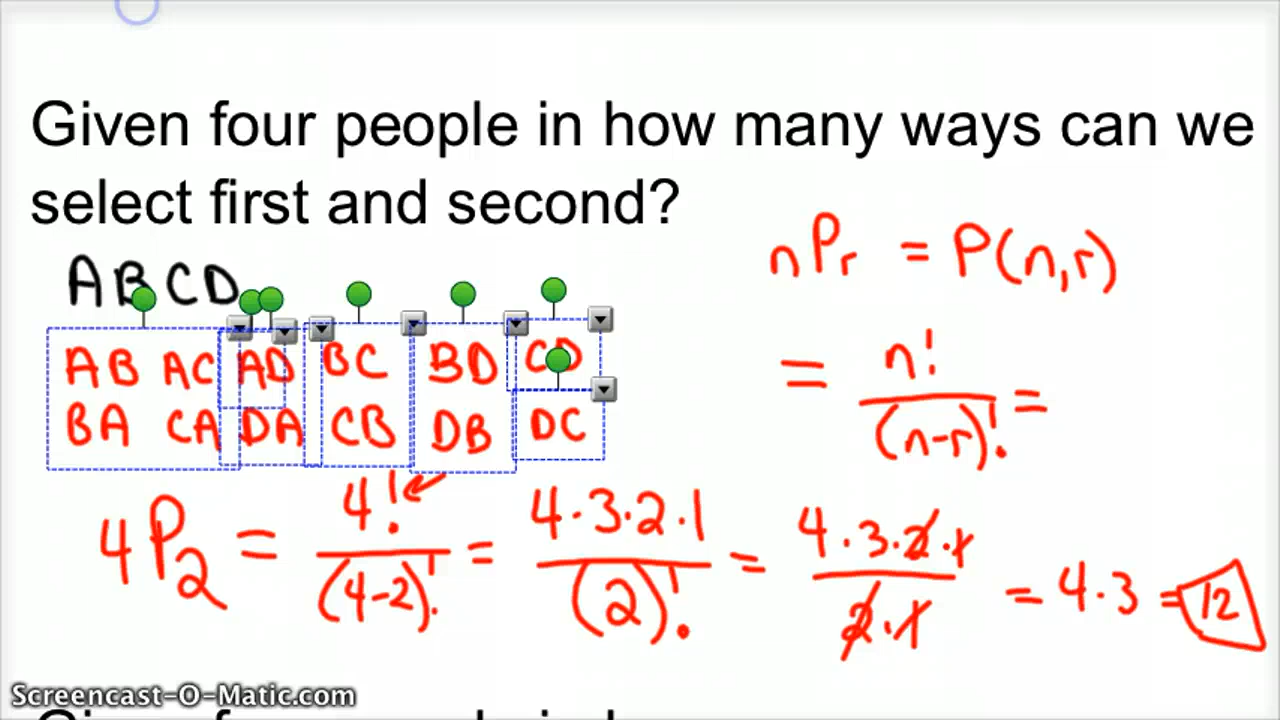 Given four people in how many ways can we
select first and second?
A B C D
nPr = P(n,r)
AB AC AD BC BD CD
BA CA DA CB DB DC
= n! / (n-r)! =
4P2 = 4! / (4-2)! = 4·3·2·1 / (2)! = 4·3·2·1 / 2·1 = 4·3 = 12
Screencast-O-Matic.com